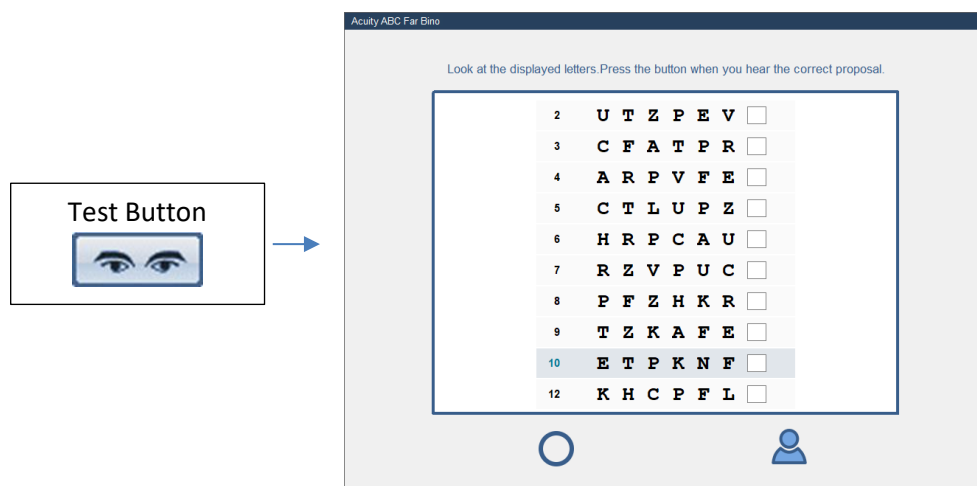 Acuity ABC Far Bino
Look at the displayed letters.Press the button when you hear the correct proposal.
Test Button
2 U T Z P E V
3 C F A T P R
4 A R P V F E
5 C T L U P Z
6 H R P C A U
7 R Z V P U C
8 P F Z H K R
9 T Z K A F E
10 E T P K N F
12 K H C P F L